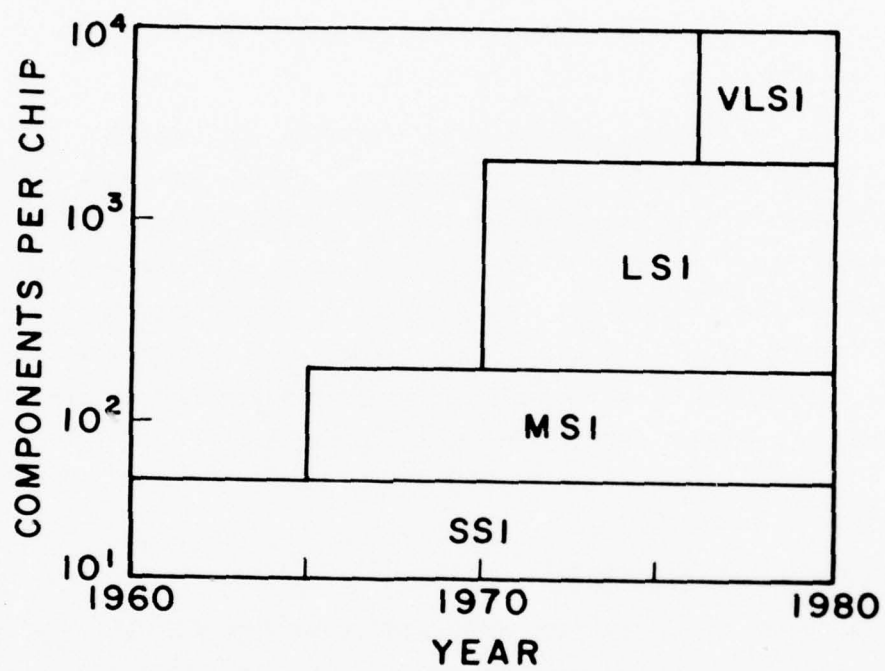 COMPONENTS PER CHIP
10⁴
VLSI
10³
LSI
10²
MSI
SSI
10¹
1960 1970 1980
YEAR